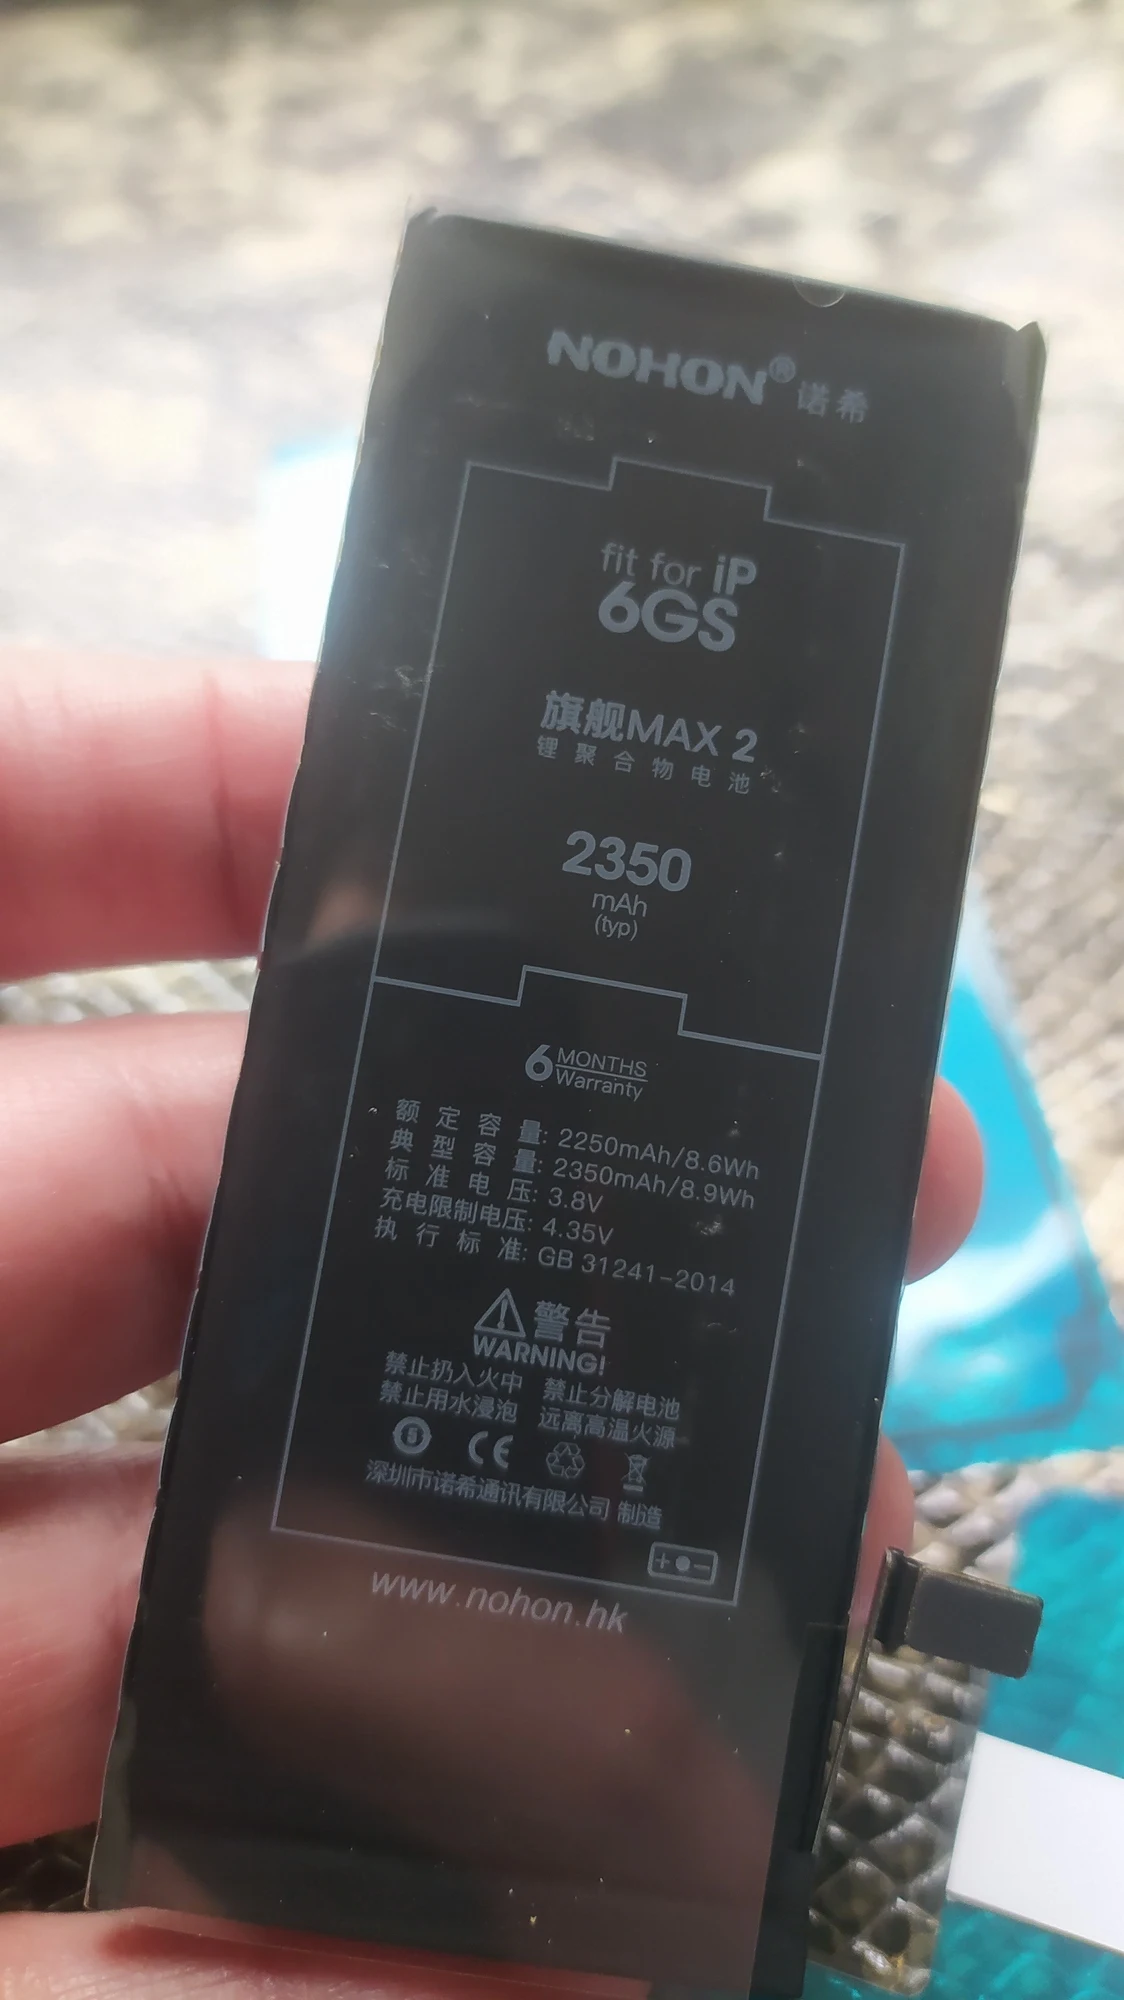 NOHON® 诺希
fit for iP
6GS
旗舰MAX 2
锂聚合物电池
2350
mAh
(typ)
6 MONTHS
Warranty
额定容量: 2250mAh/8.6Wh
典型容量: 2350mAh/8.9Wh
标准电压: 3.8V
充电限制电压: 4.35V
执行标准: GB 31241-2014
警告
WARNING!
禁止扔入火中 禁止分解电池
禁止用水浸泡 远离高温火源
CE
深圳市诺希通讯有限公司 制造
www.nohon.hk